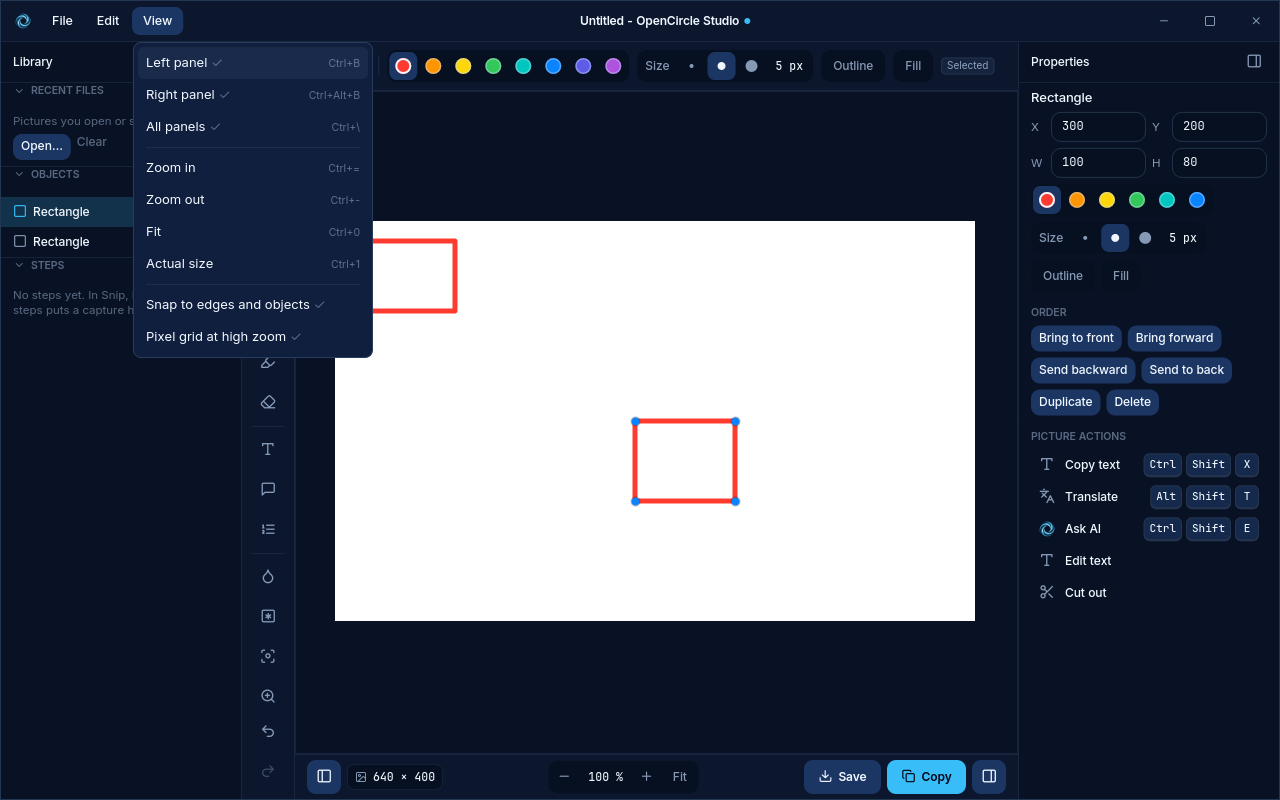 File Edit View Untitled - OpenCircle Studio
Library
RECENT FILES
Pictures you open or s
Open... Clear
OBJECTS
Rectangle
Rectangle
STEPS
No steps yet. In Snip,
steps puts a capture h
Left panel Ctrl+B
Right panel Ctrl+Alt+B
All panels Ctrl+\
Zoom in Ctrl+=
Zoom out Ctrl+-
Fit Ctrl+0
Actual size Ctrl+1
Snap to edges and objects
Pixel grid at high zoom
Size 5 px Outline Fill Selected
640 × 400 100 % Fit Save Copy
Properties
Rectangle
X 300 Y 200
W 100 H 80
Size 5 px
Outline Fill
ORDER
Bring to front Bring forward
Send backward Send to back
Duplicate Delete
PICTURE ACTIONS
Copy text Ctrl Shift X
Translate Alt Shift T
Ask AI Ctrl Shift E
Edit text
Cut out